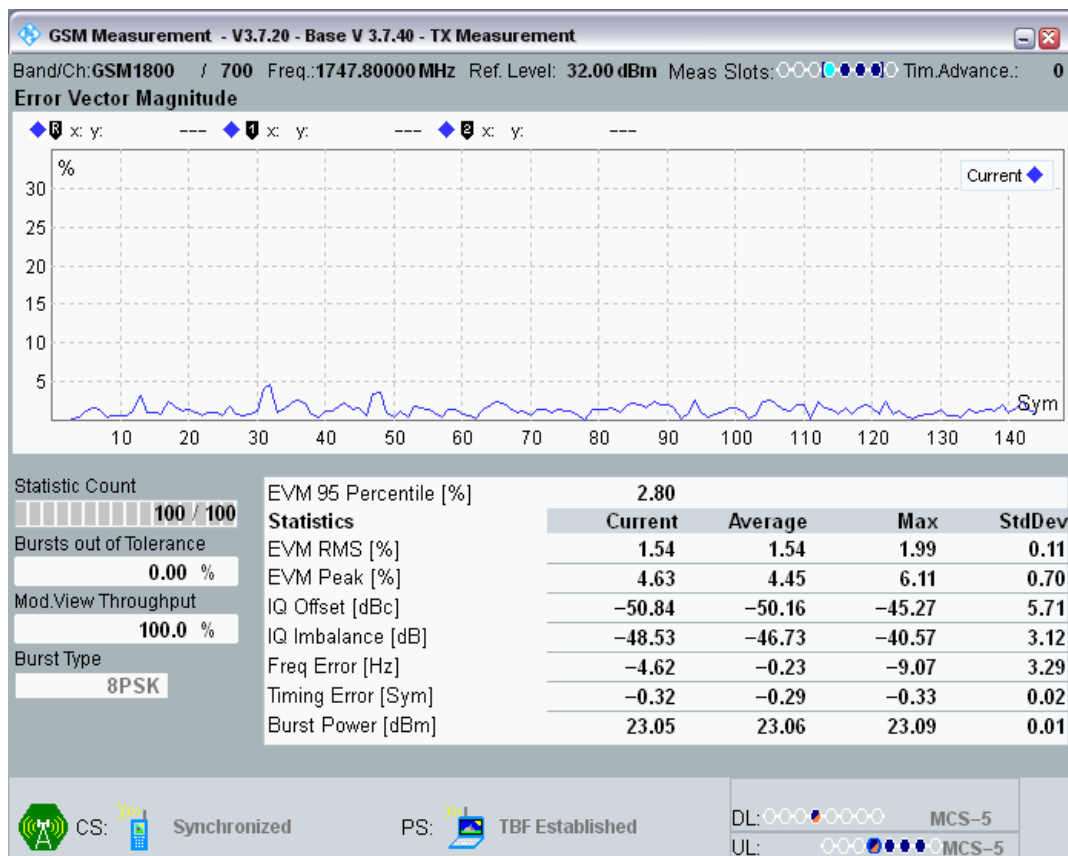 GSM Measurement - V3.7.20 - Base V 3.7.40 - TX Measurement
Band/Ch:GSM1800 / 700 Freq.:1747.80000 MHz Ref. Level: 32.00 dBm Meas Slots: Tim.Advance.: 0
Error Vector Magnitude
R x: y: --- 1 x: y: --- 2 x: y: ---
%
Current
30
25
20
15
10
5
Sym
10 20 30 40 50 60 70 80 90 100 110 120 130 140
Statistic Count
100 / 100
Bursts out of Tolerance
0.00 %
Mod.View Throughput
100.0 %
Burst Type
8PSK
EVM 95 Percentile [%] 2.80
Statistics Current Average Max StdDev
EVM RMS [%] 1.54 1.54 1.99 0.11
EVM Peak [%] 4.63 4.45 6.11 0.70
IQ Offset [dBc] −50.84 −50.16 −45.27 5.71
IQ Imbalance [dB] −48.53 −46.73 −40.57 3.12
Freq Error [Hz] −4.62 −0.23 −9.07 3.29
Timing Error [Sym] −0.32 −0.29 −0.33 0.02
Burst Power [dBm] 23.05 23.06 23.09 0.01
CS: Synchronized PS: TBF Established
DL: MCS−5
UL: MCS−5